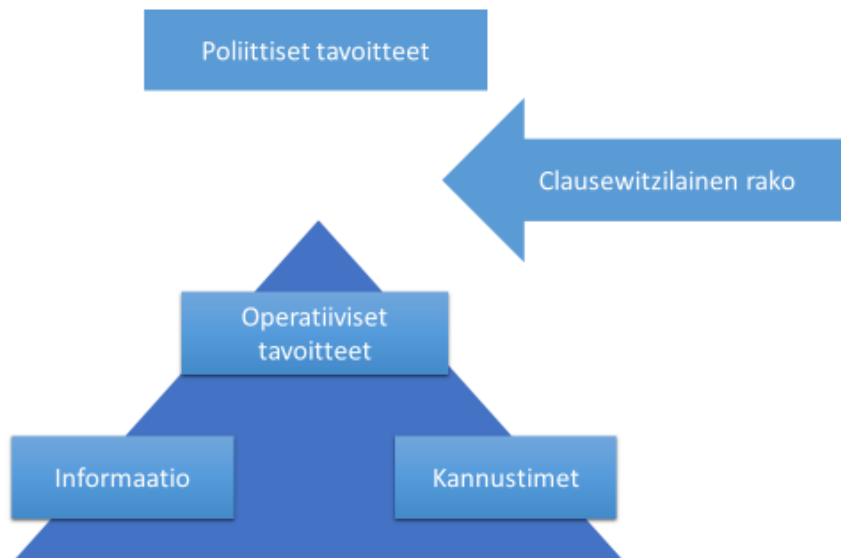 Poliittiset tavoitteet
Clausewitzilainen rako
Operatiiviset
tavoitteet
Informaatio
Kannustimet